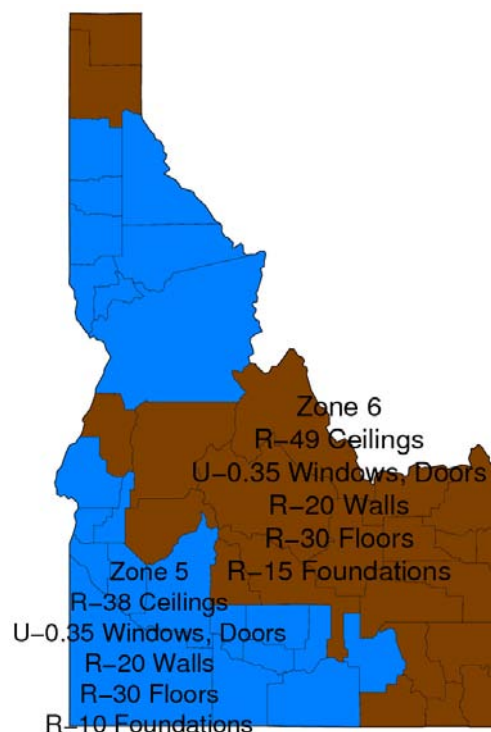 Zone 6
R−49 Ceilings
U−0.35 Windows, Doors
R−20 Walls
R−30 Floors
R−15 Foundations
Zone 5
R−38 Ceilings
U−0.35 Windows, Doors
R−20 Walls
R−30 Floors
R−10 Foundations